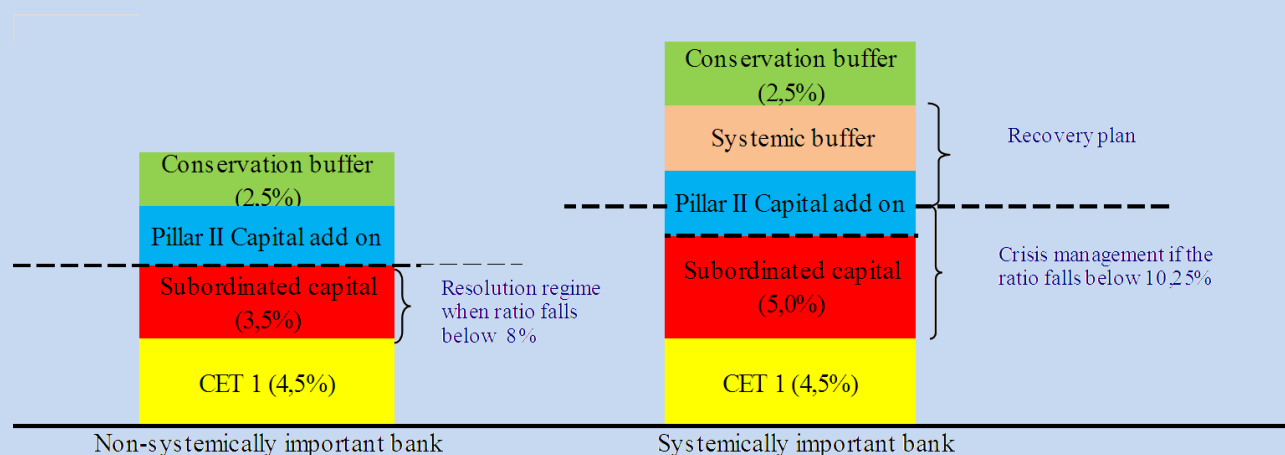 Conservation buffer
(2,5%)
Pillar II Capital add on
Subordinated capital
(3,5%)
CET 1 (4,5%)
Resolution regime
when ratio falls
below 8%
Non-systemically important bank
Conservation buffer
(2,5%)
Systemic buffer
Pillar II Capital add on
Subordinated capital
(5,0%)
CET 1 (4,5%)
Recovery plan
Crisis management if the
ratio falls below 10,25%
Systemically important bank